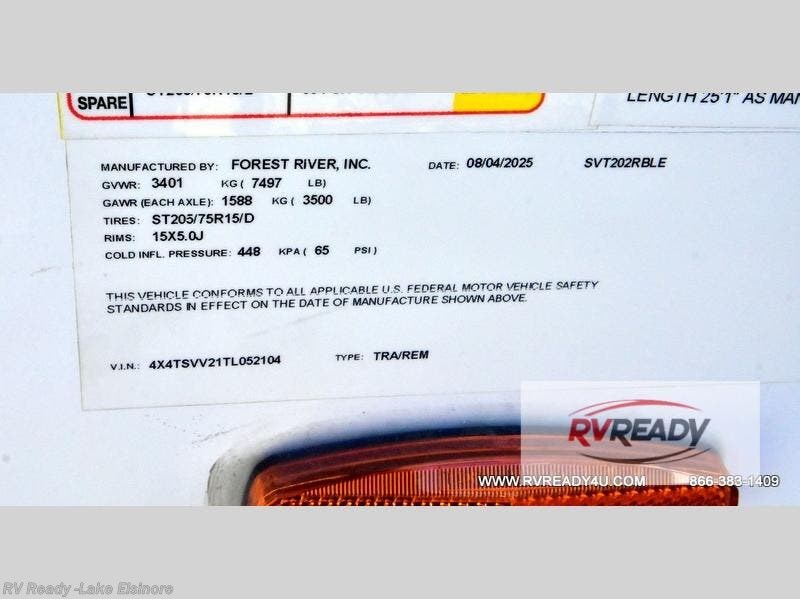 SPARE
LENGTH 25'1" AS MAN
MANUFACTURED BY: FOREST RIVER, INC. DATE: 08/04/2025 SVT202RBLE
GVWR: 3401 KG ( 7497 LB)
GAWR (EACH AXLE): 1588 KG ( 3500 LB)
TIRES: ST205/75R15/D
RIMS: 15X5.0J
COLD INFL. PRESSURE: 448 KPA ( 65 PSI )
THIS VEHICLE CONFORMS TO ALL APPLICABLE U.S. FEDERAL MOTOR VEHICLE SAFETY
STANDARDS IN EFFECT ON THE DATE OF MANUFACTURE SHOWN ABOVE.
V.I.N.: 4X4TSVV21TL052104 TYPE: TRA/REM
RVREADY
WWW.RVREADY4U.COM 866-383-1409
RV Ready -Lake Elsinore